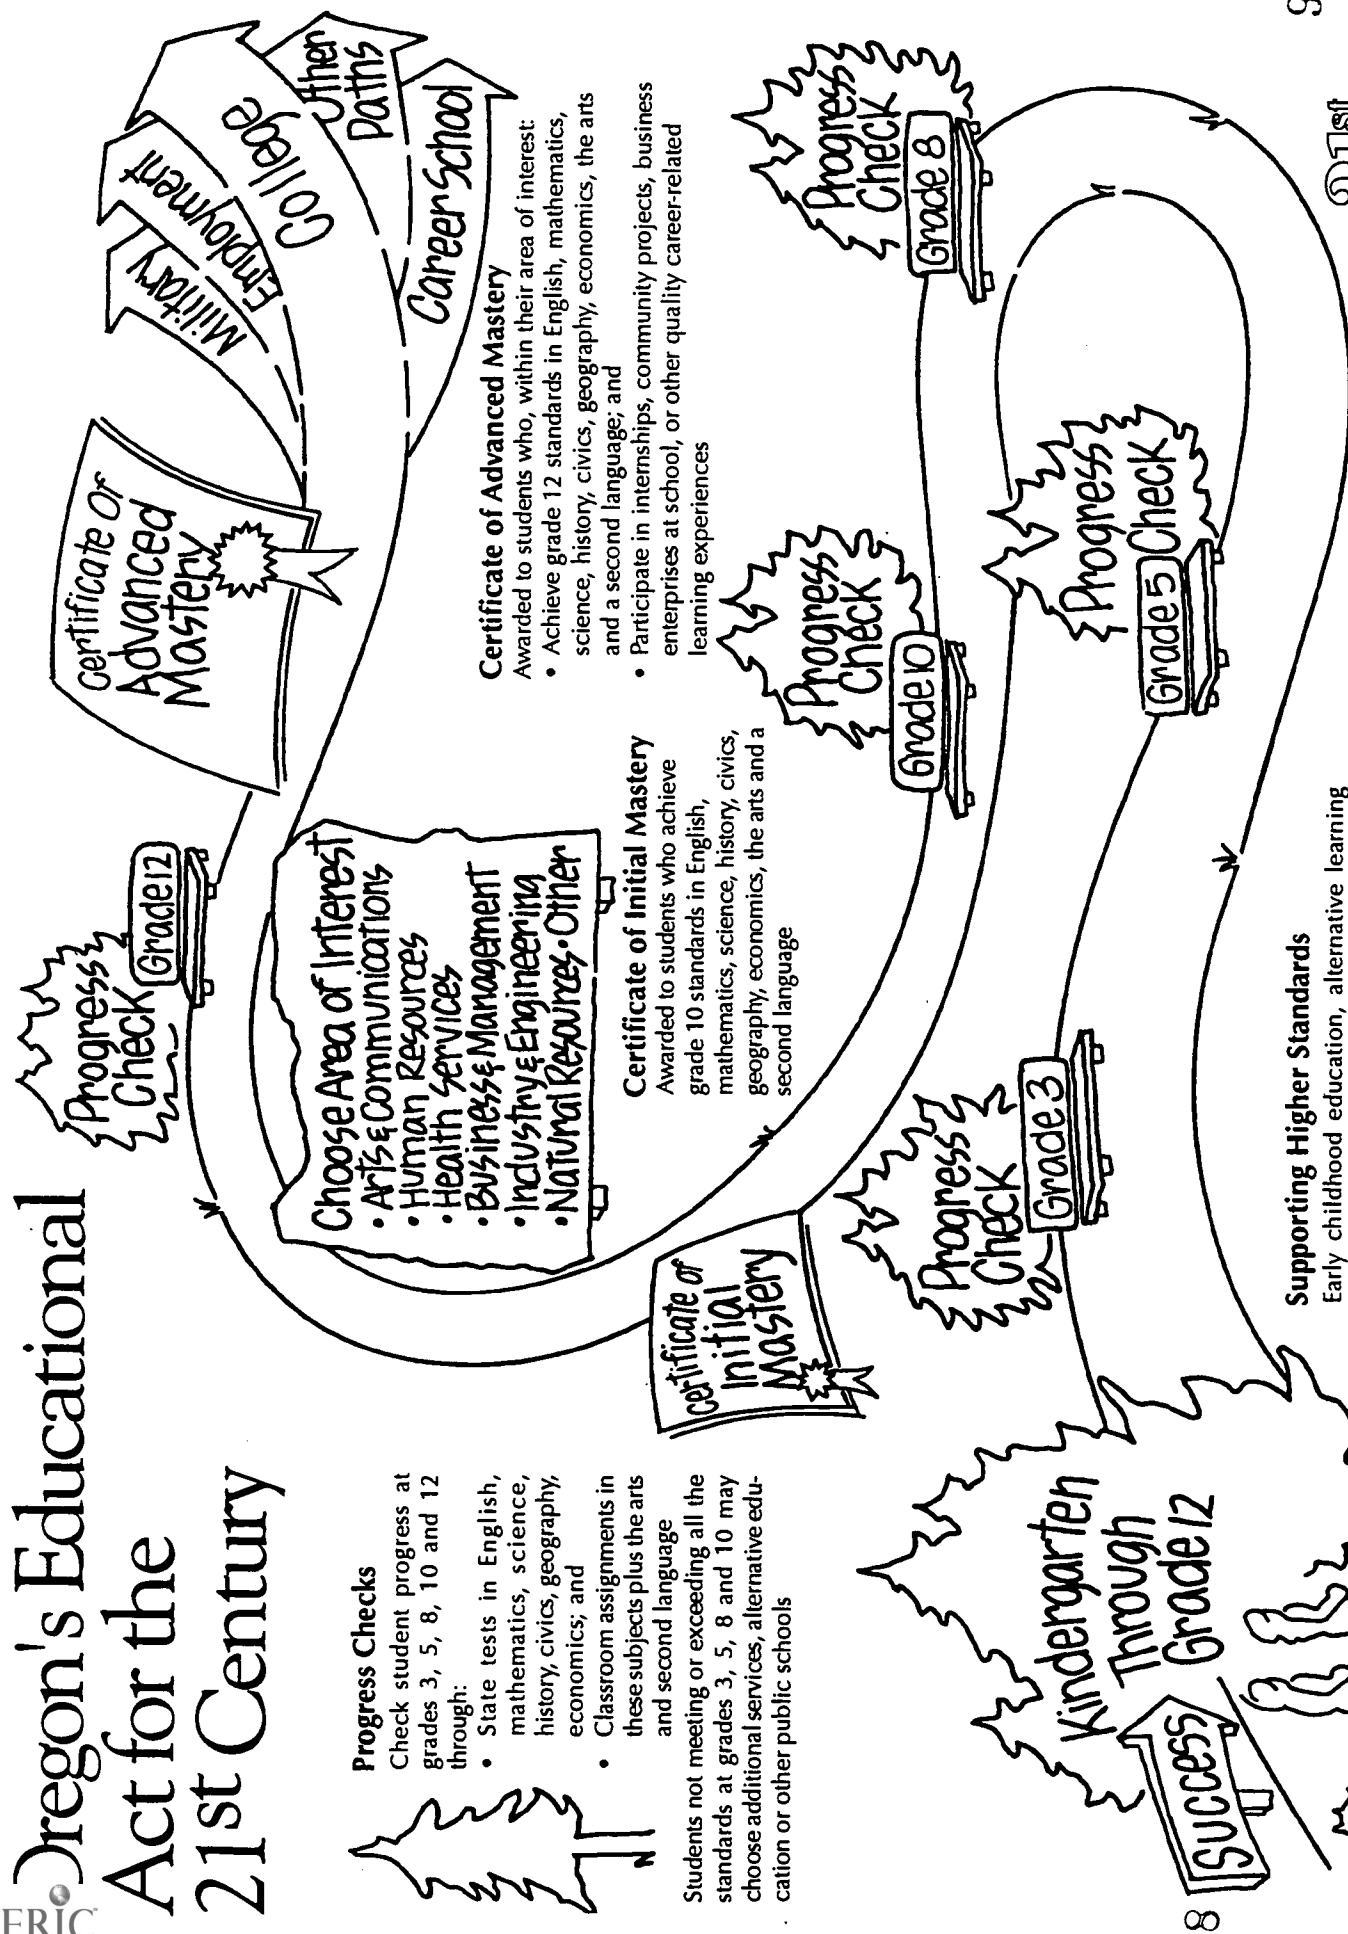 Oregon's Educational
Act for the
21st Century
ERIC
Progress Checks
Check student progress at
grades 3, 5, 8, 10 and 12
through:
• State tests in English,
mathematics, science,
history, civics, geography,
economics; and
• Classroom assignments in
these subjects plus the arts
and second language
Students not meeting or exceeding all the
standards at grades 3, 5, 8 and 10 may
choose additional services, alternative edu-
cation or other public schools
Success
Kindergarten
Through
Grade 12
Progress
Check
Grade 3
Progress
Check
Grade 5
Progress
Check
Grade 8
Progress
Check
Grade 10
Certificate of
Initial
Mastery
Certificate of Initial Mastery
Awarded to students who achieve
grade 10 standards in English,
mathematics, science, history, civics,
geography, economics, the arts and a
second language
Choose Area of Interest
• Arts & Communications
• Human Resources
• Health Services
• Business & Management
• Industry & Engineering
• Natural Resources • Other
Progress
Check
Grade 12
Certificate of
Advanced
Mastery
Certificate of Advanced Mastery
Awarded to students who, within their area of interest:
• Achieve grade 12 standards in English, mathematics,
science, history, civics, geography, economics, the arts
and a second language; and
• Participate in internships, community projects, business
enterprises at school, or other quality career-related
learning experiences
Military
Employment
College
Other
Paths
Career School
Supporting Higher Standards
Early childhood education, alternative learning
8
9